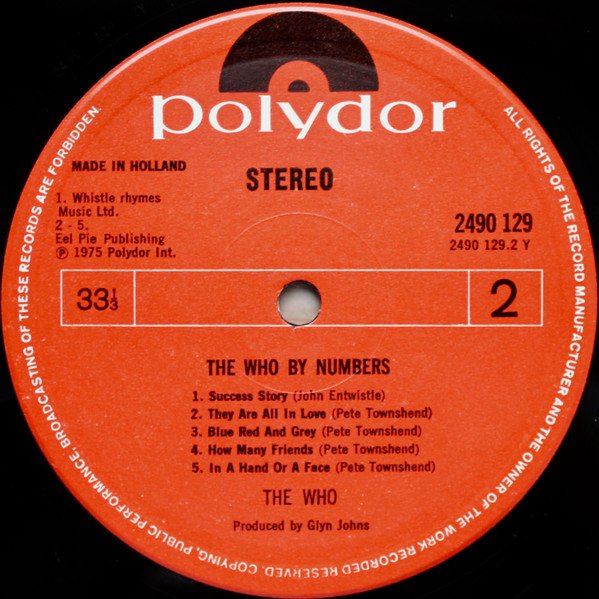 polydor
MADE IN HOLLAND
STEREO
1. Whistle rhymes
Music Ltd.
2 - 5.
Eel Pie Publishing
℗ 1975 Polydor Int.
2490 129
2490 129.2 Y
33⅓
2
THE WHO BY NUMBERS
1. Success Story (John Entwistle)
2. They Are All In Love (Pete Townshend)
3. Blue Red And Grey (Pete Townshend)
4. How Many Friends (Pete Townshend)
5. In A Hand Or A Face (Pete Townshend)
THE WHO
Produced by Glyn Johns
ALL RIGHTS OF THE RECORD MANUFACTURER AND THE OWNER OF THE WORK RECORDED RESERVED. COPYING, PUBLIC PERFORMANCE, BROADCASTING OF THESE RECORDS ARE FORBIDDEN.